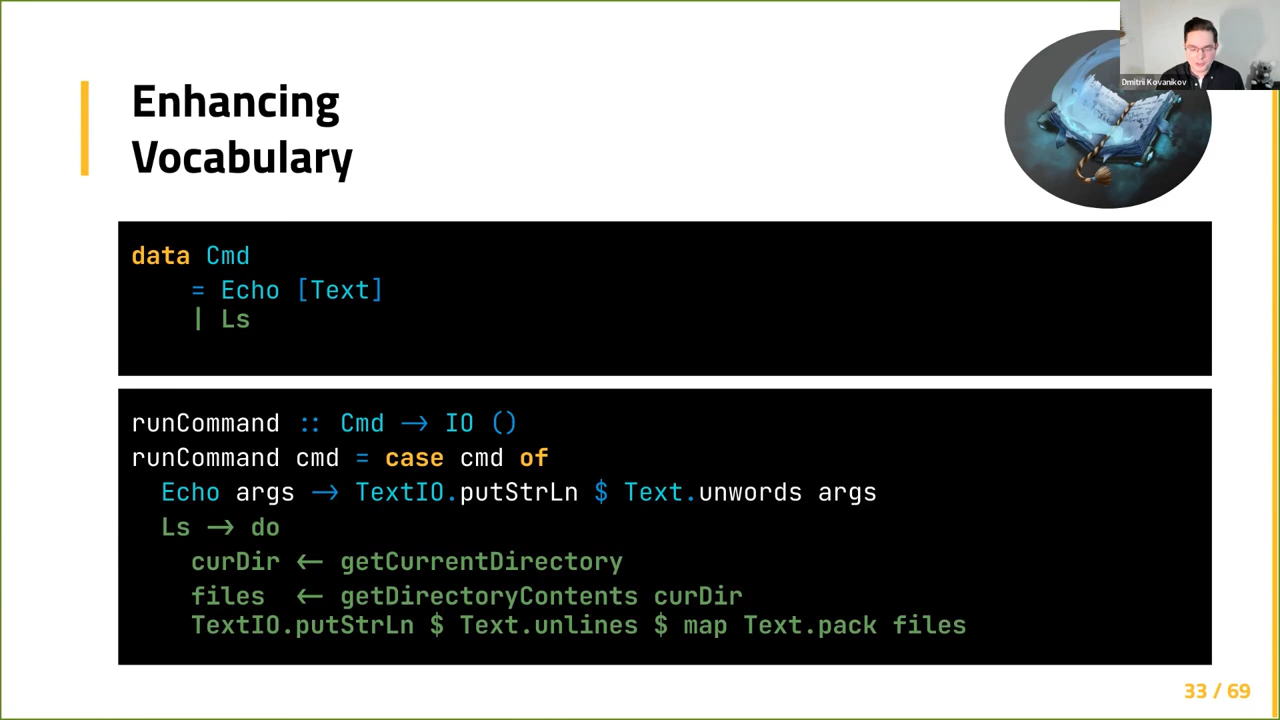 Enhancing
Vocabulary
Dmitrii Kovanikov
data Cmd
    = Echo [Text]
    | Ls
runCommand :: Cmd → IO ()
runCommand cmd = case cmd of
  Echo args → TextIO.putStrLn $ Text.unwords args
  Ls → do
    curDir ← getCurrentDirectory
    files  ← getDirectoryContents curDir
    TextIO.putStrLn $ Text.unlines $ map Text.pack files
33 / 69